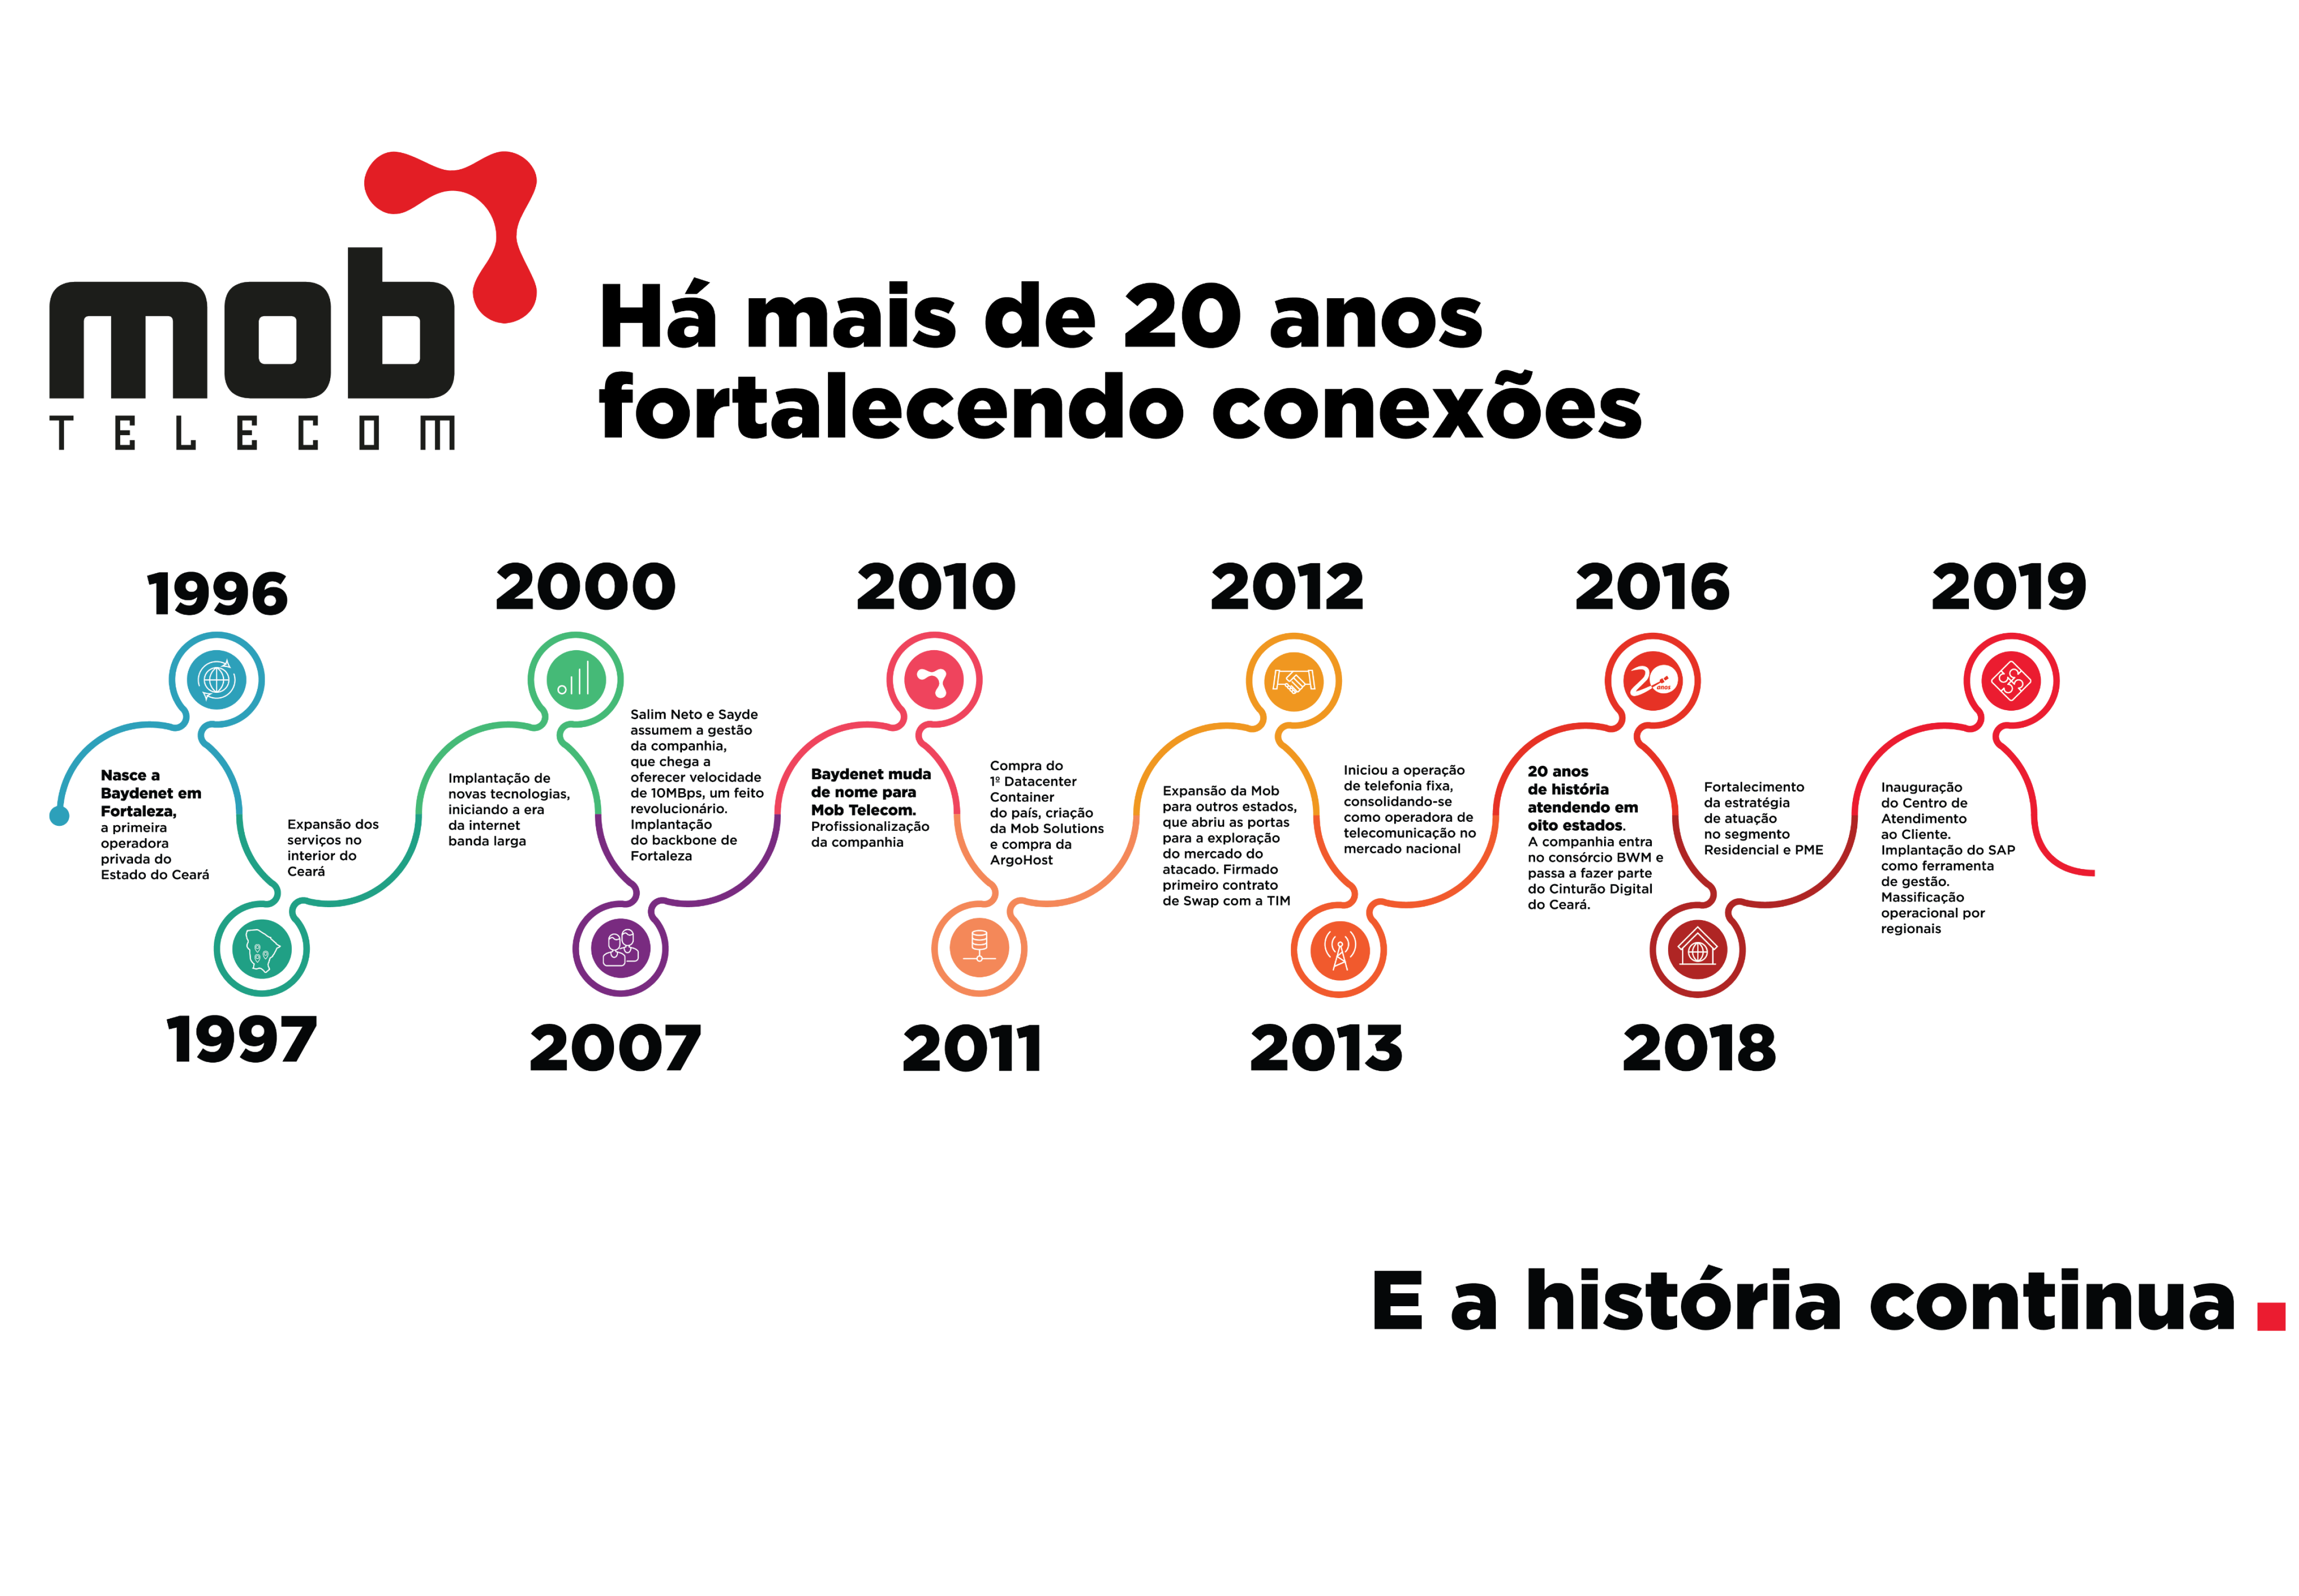 mob
TELECOM
Há mais de 20 anos
fortalecendo conexões
1996
Nasce a
Baydenet em
Fortaleza,
a primeira
operadora
privada do
Estado do Ceará
1997
Expansão dos
serviços no
interior do
Ceará
2000
Implantação de
novas tecnologias,
iniciando a era
da internet
banda larga
2007
Salim Neto e Sayde
assumem a gestão
da companhia,
que chega a
oferecer velocidade
de 10MBps, um feito
revolucionário.
Implantação
do backbone de
Fortaleza
2010
Baydenet muda
de nome para
Mob Telecom.
Profissionalização
da companhia
2011
Compra do
1º Datacenter
Container
do país, criação
da Mob Solutions
e compra da
ArgoHost
2012
Expansão da Mob
para outros estados,
que abriu as portas
para a exploração
do mercado do
atacado. Firmado
primeiro contrato
de Swap com a TIM
2013
Iniciou a operação
de telefonia fixa,
consolidando-se
como operadora de
telecomunicação no
mercado nacional
2016
20 anos
20 anos
de história
atendendo em
oito estados.
A companhia entra
no consórcio BWM e
passa a fazer parte
do Cinturão Digital
do Ceará.
2018
Fortalecimento
da estratégia
de atuação
no segmento
Residencial e PME
2019
Inauguração
do Centro de
Atendimento
ao Cliente.
Implantação do SAP
como ferramenta
de gestão.
Massificação
operacional por
regionais
E a história continua.